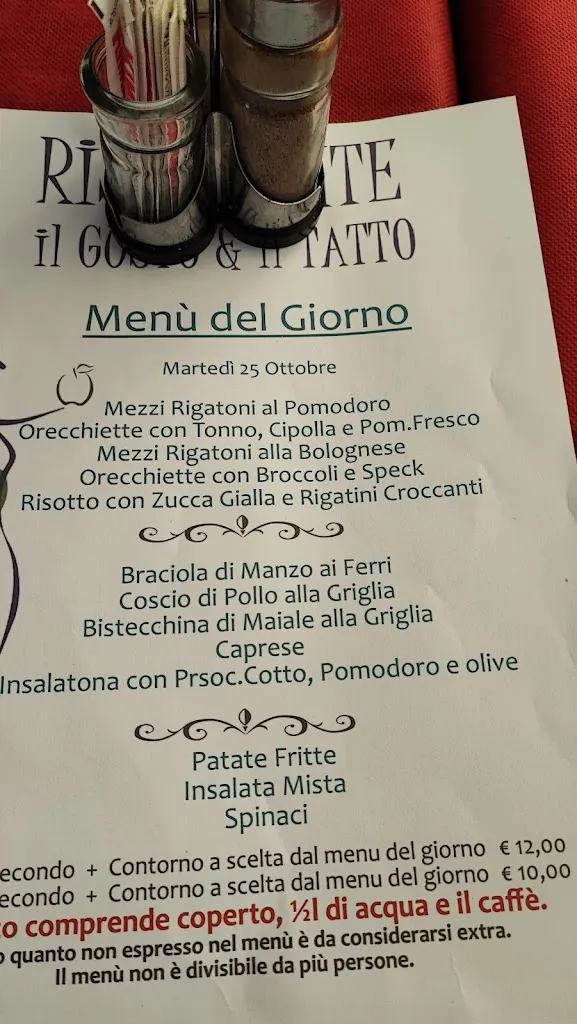 il & il TATTO
Menù del Giorno
Martedì 25 Ottobre
Mezzi Rigatoni al Pomodoro
Orecchiette con Tonno, Cipolla e Pom.Fresco
Mezzi Rigatoni alla Bolognese
Orecchiette con Broccoli e Speck
Risotto con Zucca Gialla e Rigatini Croccanti
Braciola di Manzo ai Ferri
Coscio di Pollo alla Griglia
Bistecchina di Maiale alla Griglia
Caprese
Insalatona con Prsoc.Cotto, Pomodoro e olive
Patate Fritte
Insalata Mista
Spinaci
econdo + Contorno a scelta dal menu del giorno € 12,00
econdo + Contorno a scelta dal menu del giorno € 10,00
comprende coperto, ½l di acqua e il caffè.
quanto non espresso nel menù è da considerarsi extra.
Il menù non è divisibile da più persone.